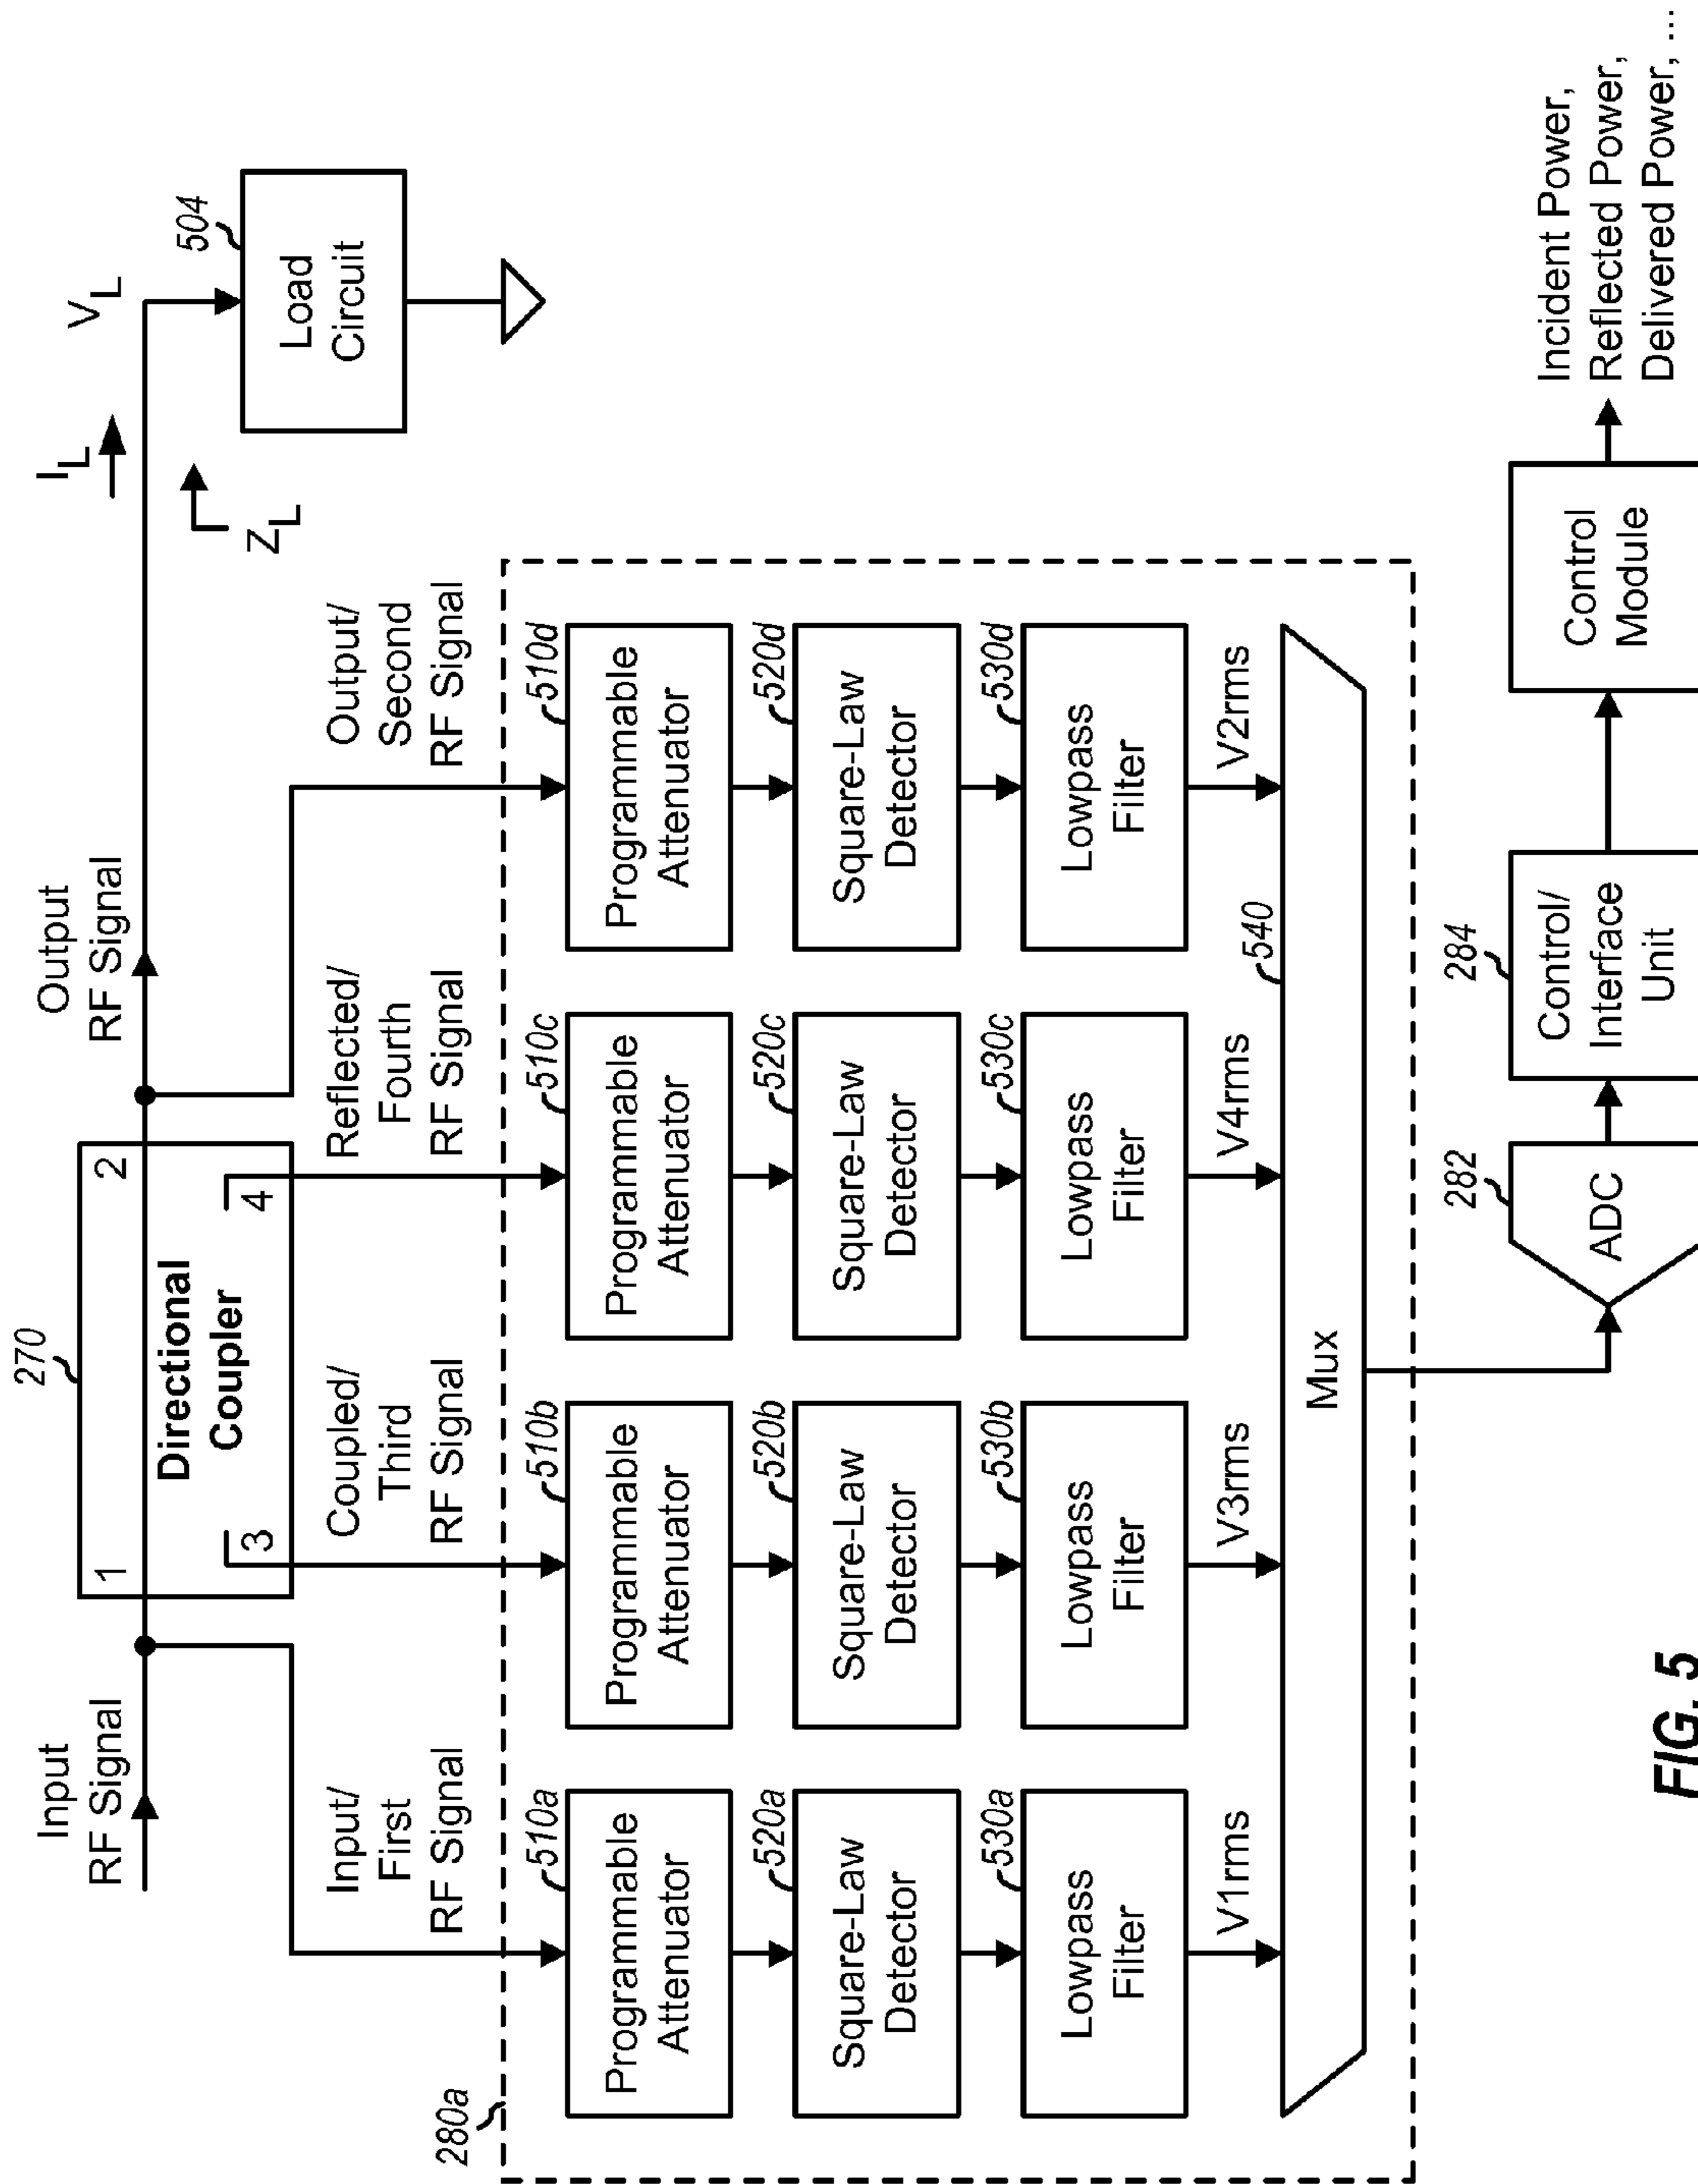 Input
RF Signal
270
1
2
Directional
Coupler
3
4
Output
RF Signal
I_L
V_L
Z_L
504
Load
Circuit
Input/
First
RF Signal
Coupled/
Third
RF Signal
Reflected/
Fourth
RF Signal
Output/
Second
RF Signal
280a
510a
Programmable
Attenuator
510b
Programmable
Attenuator
510c
Programmable
Attenuator
510d
Programmable
Attenuator
520a
Square-Law
Detector
520b
Square-Law
Detector
520c
Square-Law
Detector
520d
Square-Law
Detector
530a
Lowpass
Filter
530b
Lowpass
Filter
530c
Lowpass
Filter
530d
Lowpass
Filter
V1rms
V3rms
V4rms
V2rms
540
Mux
282
ADC
284
Control/
Interface
Unit
Control
Module
Incident Power,
Reflected Power,
Delivered Power, ...
FIG. 5